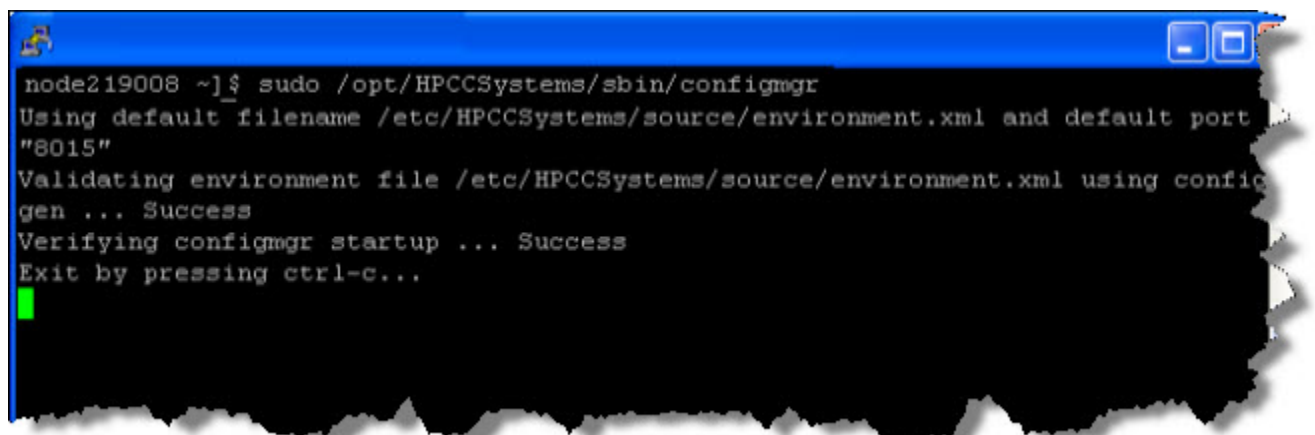 node219008 ~]$ sudo /opt/HPCCSystems/sbin/configmgr
Using default filename /etc/HPCCSystems/source/environment.xml and default port
"8015"
Validating environment file /etc/HPCCSystems/source/environment.xml using config
gen ... Success
Verifying configmgr startup ... Success
Exit by pressing ctrl-c...